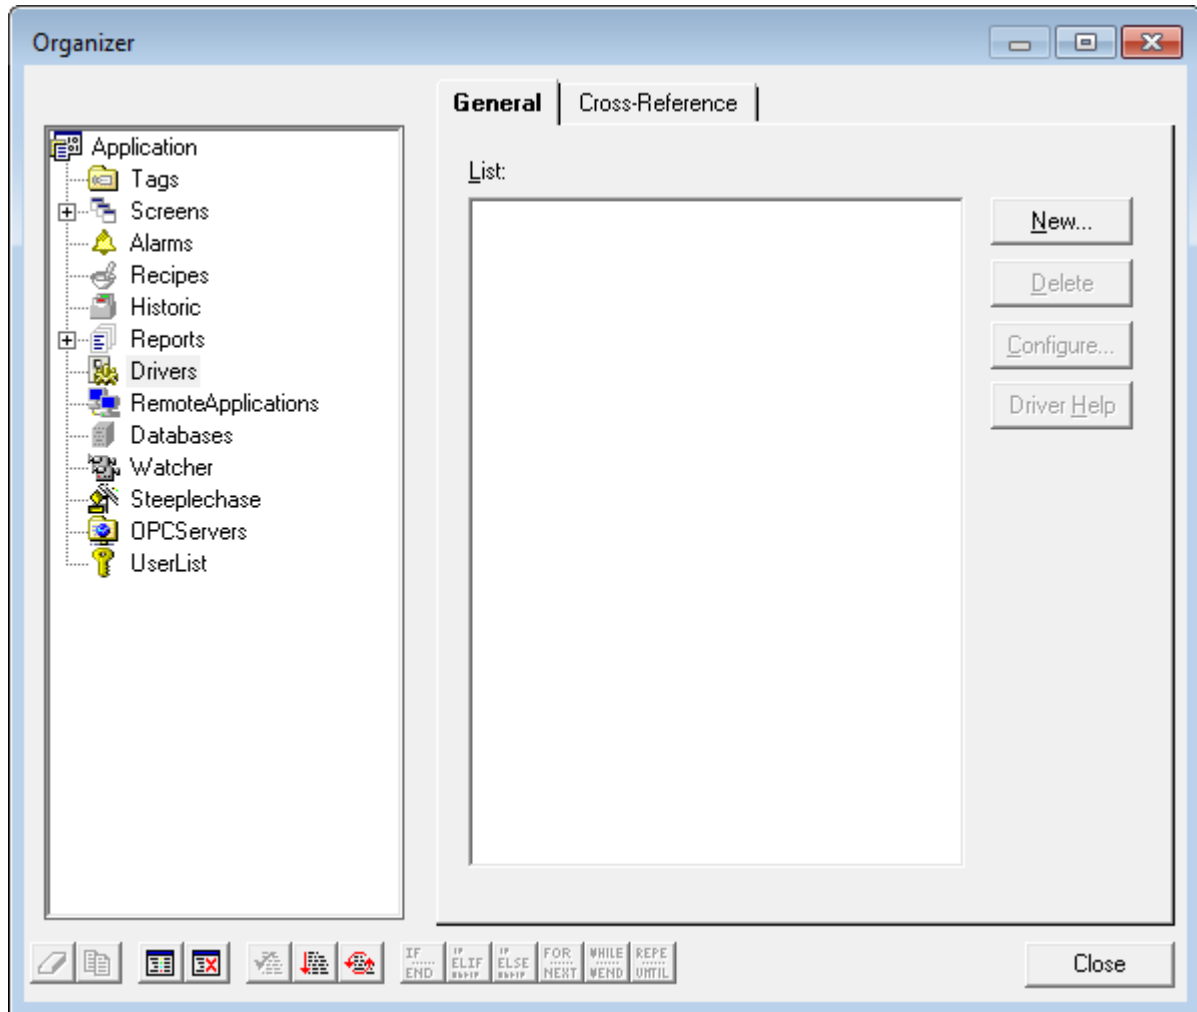 Organizer
General
Cross-Reference
Application
Tags
Screens
Alarms
Recipes
Historic
Reports
Drivers
RemoteApplications
Databases
Watcher
Steeplechase
OPCServers
UserList
List:
New...
Delete
Configure...
Driver Help
IF
END
ELIF
ELSE
FOR
NEXT
WHILE
WEND
REPE
UNTIL
Close